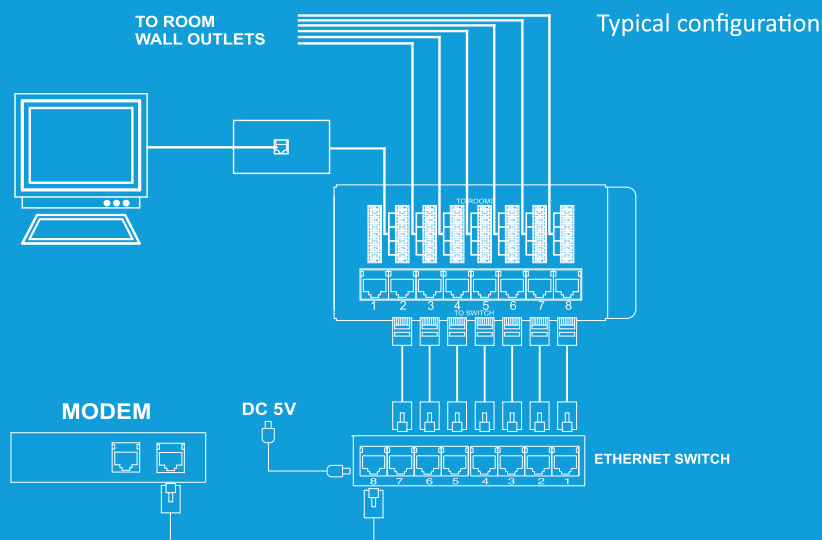 TO ROOM
WALL OUTLETS
Typical configuration
TO ROOMS
1 2 3 4 5 6 7 8
TO SWITCH
MODEM
DC 5V
ETHERNET SWITCH
8 7 6 5 4 3 2 1